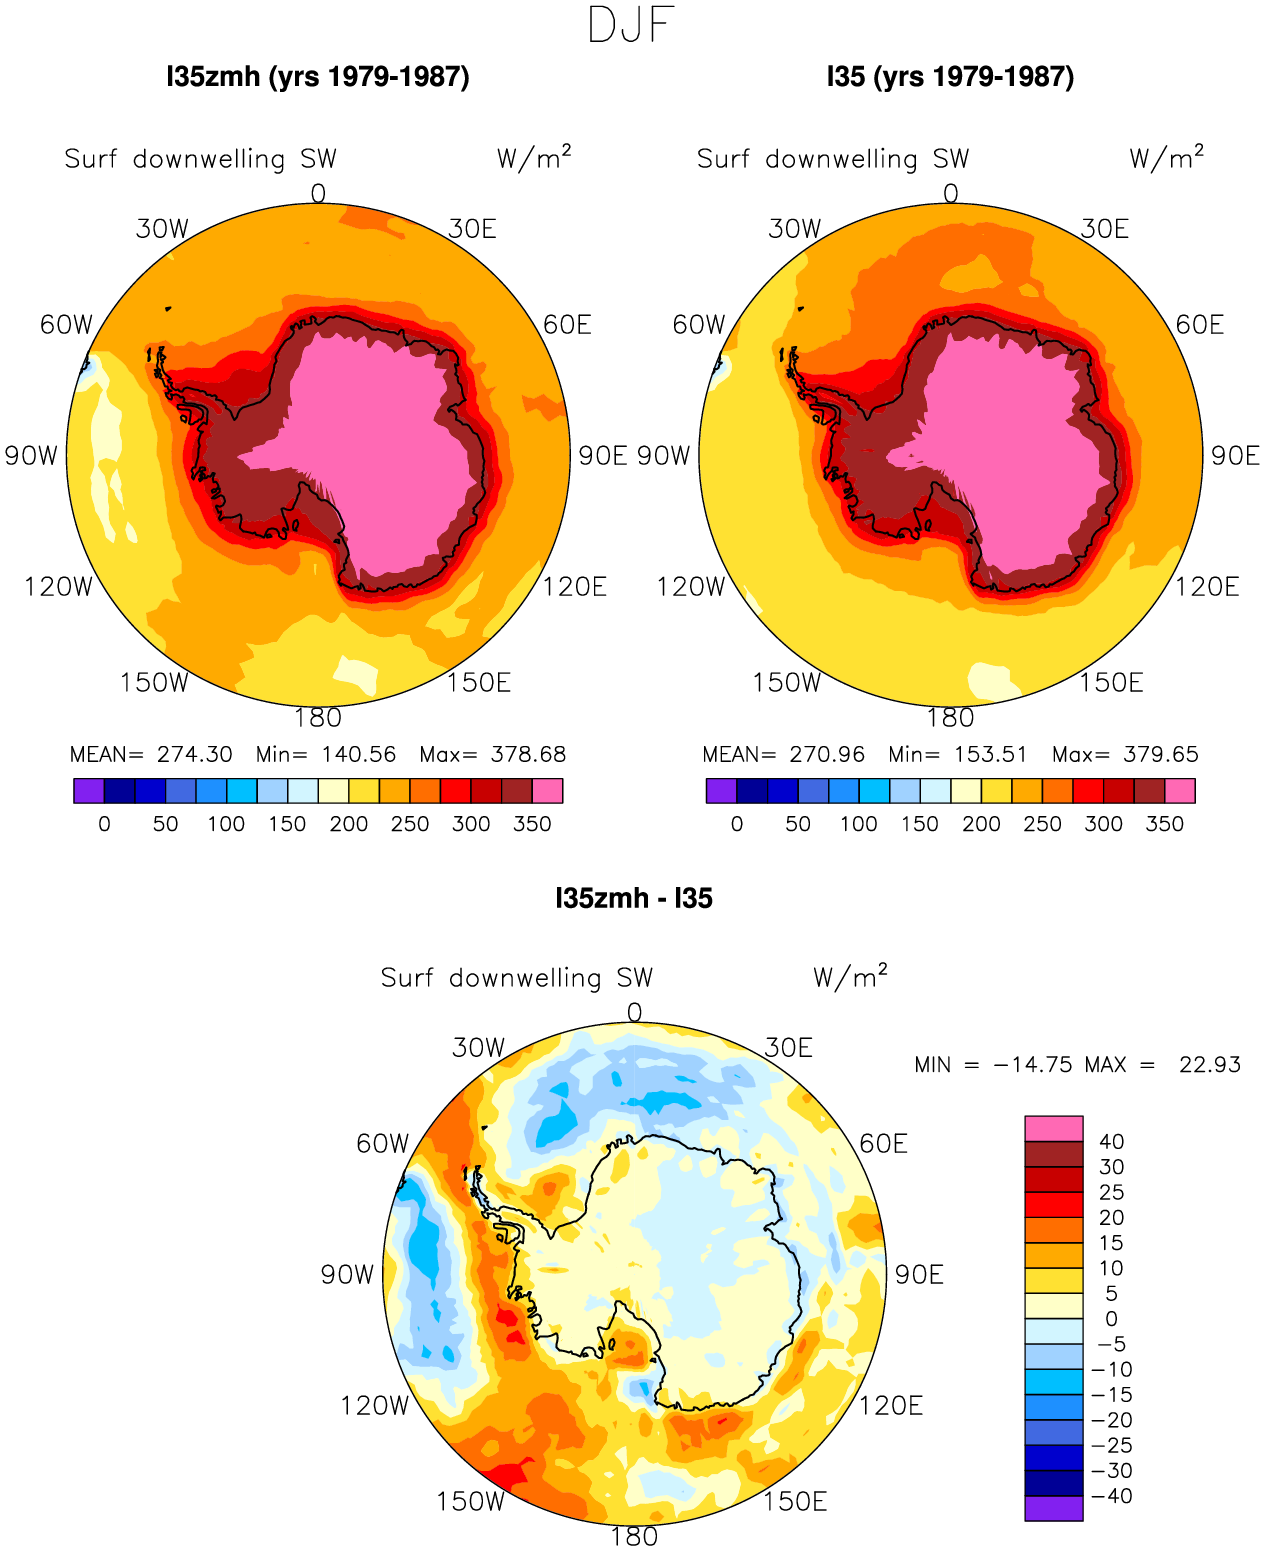 DJF
I35zmh (yrs 1979-1987) I35 (yrs 1979-1987)
Surf downwelling SW W/m² Surf downwelling SW W/m²
0 0
30W 30E 30W 30E
60W 60E 60W 60E
90W 90E 90W 90E
120W 120E 120W 120E
150W 150E 150W 150E
180 180
MEAN= 274.30 Min= 140.56 Max= 378.68 MEAN= 270.96 Min= 153.51 Max= 379.65
0 50 100 150 200 250 300 350 0 50 100 150 200 250 300 350
I35zmh - I35
Surf downwelling SW W/m²
0
30W 30E
MIN = −14.75 MAX = 22.93
60W 60E
90W 90E
120W 120E
150W 150E
180
40
30
25
20
15
10
5
0
−5
−10
−15
−20
−25
−30
−40